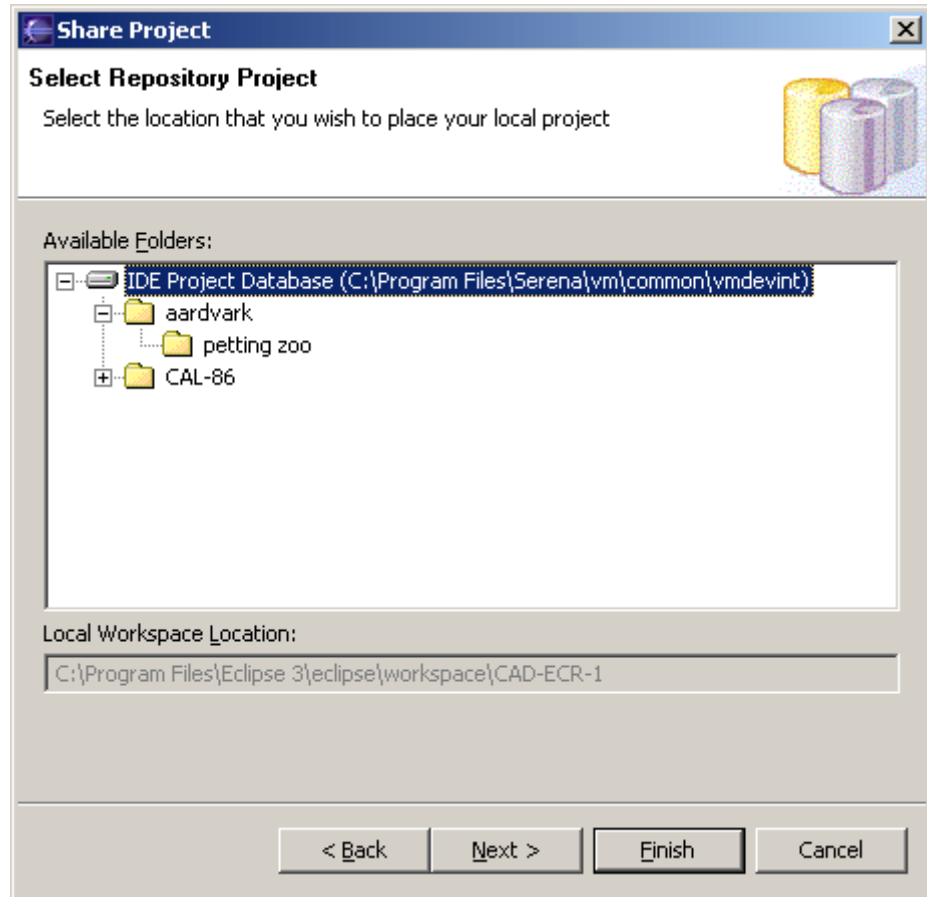 Share Project
Select Repository Project
Select the location that you wish to place your local project
Available Folders:
IDE Project Database (C:\Program Files\Serena\vm\common\vmdevint)
aardvark
petting zoo
CAL-86
Local Workspace Location:
C:\Program Files\Eclipse 3\eclipse\workspace\CAD-ECR-1
< Back Next > Finish Cancel